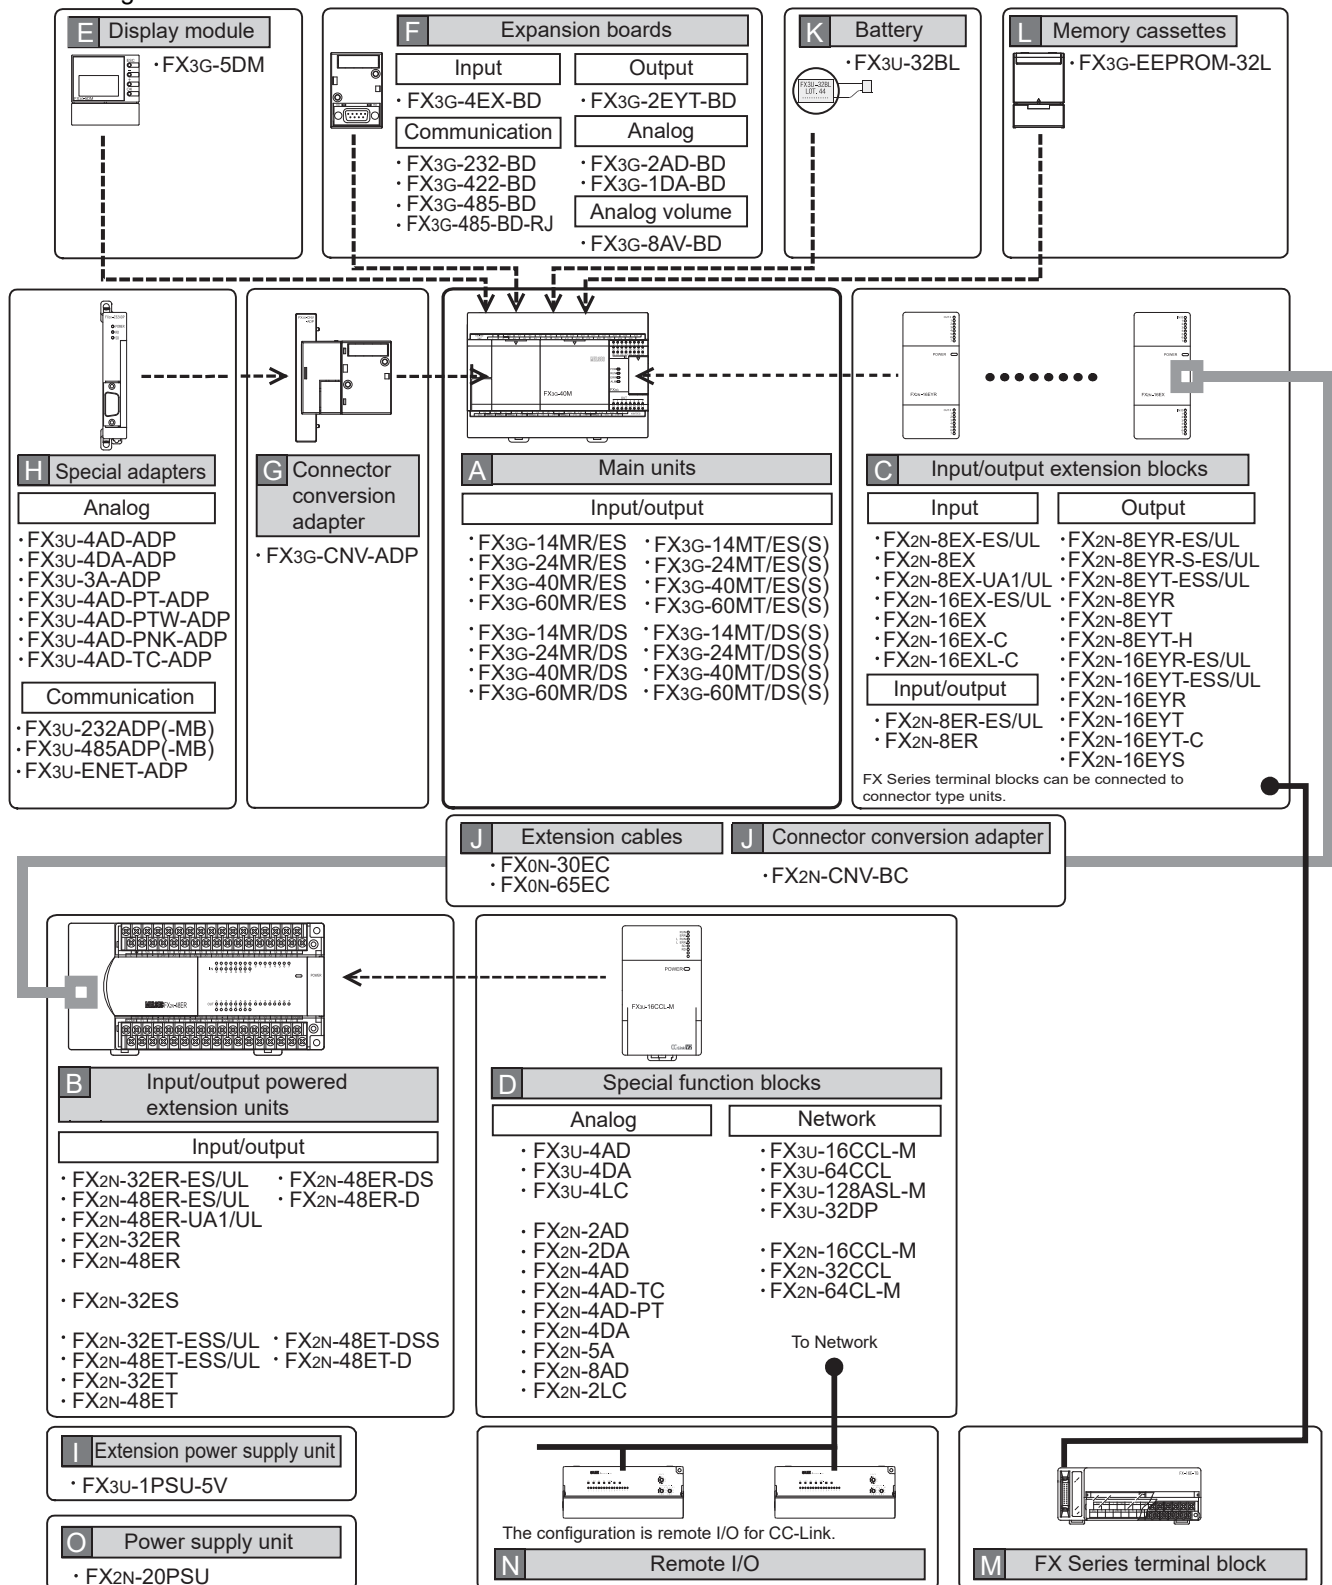 E Display module
・FX3G-5DM
F Expansion boards
Input
・FX3G-4EX-BD
Communication
・FX3G-232-BD
・FX3G-422-BD
・FX3G-485-BD
・FX3G-485-BD-RJ
Output
・FX3G-2EYT-BD
Analog
・FX3G-2AD-BD
・FX3G-1DA-BD
Analog volume
・FX3G-8AV-BD
K Battery
・FX3U-32BL
FX3U-32BL
LOT.44
L Memory cassettes
・FX3G-EEPROM-32L
H Special adapters
Analog
・FX3U-4AD-ADP
・FX3U-4DA-ADP
・FX3U-3A-ADP
・FX3U-4AD-PT-ADP
・FX3U-4AD-PTW-ADP
・FX3U-4AD-PNK-ADP
・FX3U-4AD-TC-ADP
Communication
・FX3U-232ADP(-MB)
・FX3U-485ADP(-MB)
・FX3U-ENET-ADP
G Connector
conversion
adapter
・FX3G-CNV-ADP
FX3G-40M
A Main units
Input/output
・FX3G-14MR/ES
・FX3G-24MR/ES
・FX3G-40MR/ES
・FX3G-60MR/ES
・FX3G-14MR/DS
・FX3G-24MR/DS
・FX3G-40MR/DS
・FX3G-60MR/DS
・FX3G-14MT/ES(S)
・FX3G-24MT/ES(S)
・FX3G-40MT/ES(S)
・FX3G-60MT/ES(S)
・FX3G-14MT/DS(S)
・FX3G-24MT/DS(S)
・FX3G-40MT/DS(S)
・FX3G-60MT/DS(S)
POWER
FX2N-16EYR
POWER
FX2N-16EX
C Input/output extension blocks
Input
・FX2N-8EX-ES/UL
・FX2N-8EX
・FX2N-8EX-UA1/UL
・FX2N-16EX-ES/UL
・FX2N-16EX
・FX2N-16EX-C
・FX2N-16EXL-C
Input/output
・FX2N-8ER-ES/UL
・FX2N-8ER
Output
・FX2N-8EYR-ES/UL
・FX2N-8EYR-S-ES/UL
・FX2N-8EYT-ESS/UL
・FX2N-8EYR
・FX2N-8EYT
・FX2N-8EYT-H
・FX2N-16EYR-ES/UL
・FX2N-16EYT-ESS/UL
・FX2N-16EYR
・FX2N-16EYT
・FX2N-16EYT-C
・FX2N-16EYS
FX Series terminal blocks can be connected to
connector type units.
J Extension cables
・FX0N-30EC
・FX0N-65EC
J Connector conversion adapter
・FX2N-CNV-BC
FX2N-48ER
POWER
B Input/output powered
extension units
Input/output
・FX2N-32ER-ES/UL
・FX2N-48ER-ES/UL
・FX2N-48ER-UA1/UL
・FX2N-32ER
・FX2N-48ER
・FX2N-48ER-DS
・FX2N-48ER-D
・FX2N-32ES
・FX2N-32ET-ESS/UL
・FX2N-48ET-ESS/UL
・FX2N-32ET
・FX2N-48ET
・FX2N-48ET-DSS
・FX2N-48ET-D
POWER
FX3U-16CCL-M
D Special function blocks
Analog
・FX3U-4AD
・FX3U-4DA
・FX3U-4LC
・FX2N-2AD
・FX2N-2DA
・FX2N-4AD
・FX2N-4AD-TC
・FX2N-4AD-PT
・FX2N-4DA
・FX2N-5A
・FX2N-8AD
・FX2N-2LC
Network
・FX3U-16CCL-M
・FX3U-64CCL
・FX3U-128ASL-M
・FX3U-32DP
・FX2N-16CCL-M
・FX2N-32CCL
・FX2N-64CL-M
To Network
I Extension power supply unit
・FX3U-1PSU-5V
O Power supply unit
・FX2N-20PSU
The configuration is remote I/O for CC-Link.
N Remote I/O
M FX Series terminal block